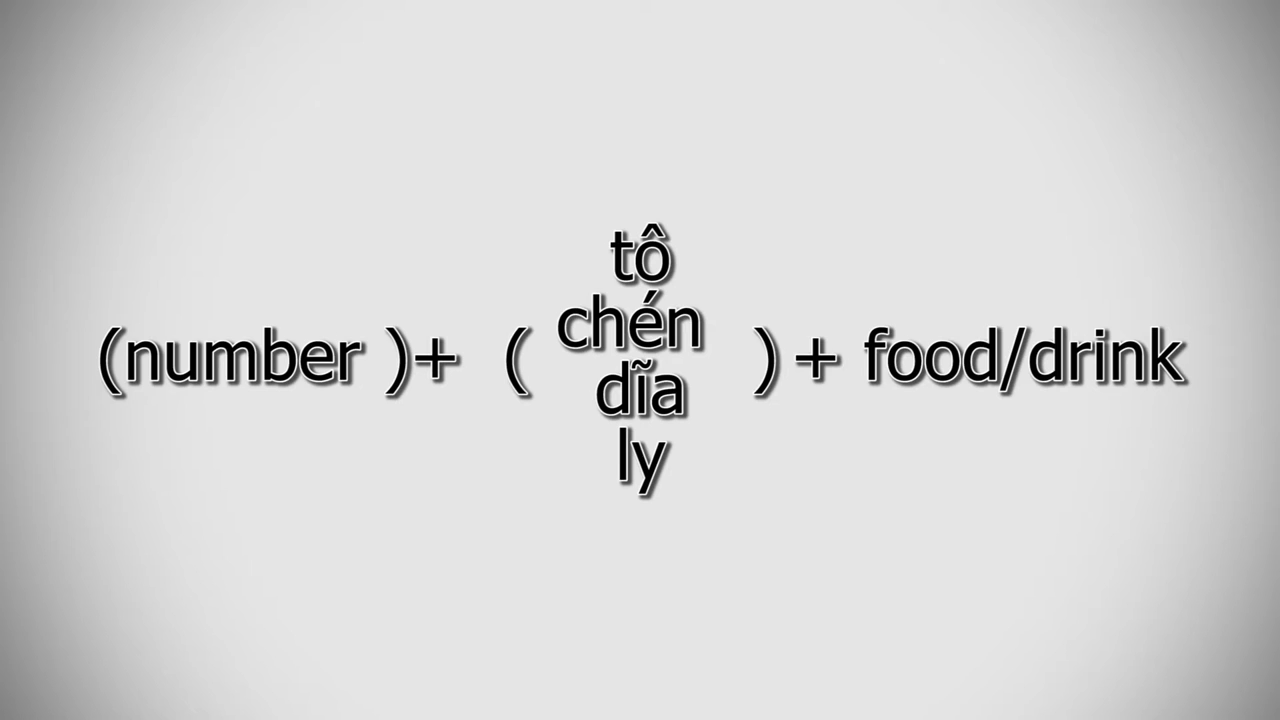 tô
chén
(number )+ ( ) + food/drink
dĩa
ly